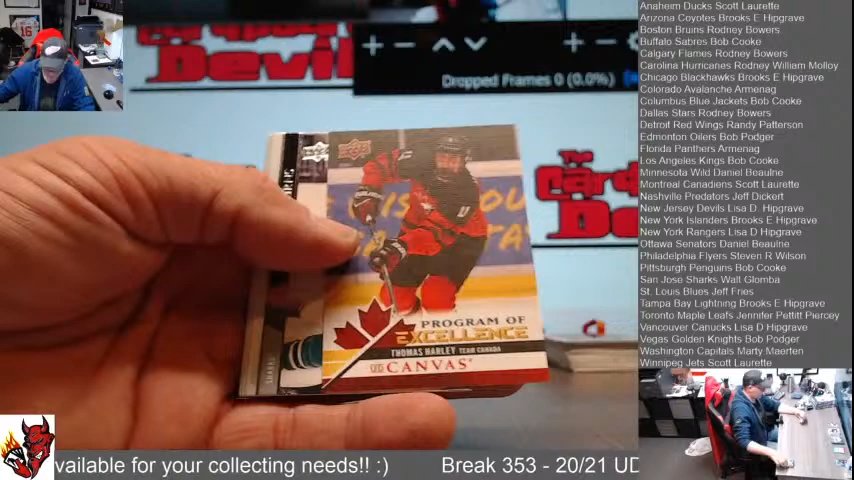 Anaheim Ducks Scott Laurette
Arizona Coyotes Brooks E Hipgrave
Boston Bruins Rodney Bowers
Buffalo Sabres Bob Cooke
Calgary Flames Rodney Bowers
Carolina Hurricanes Rodney William Molloy
Chicago Blackhawks Brooks E Hipgrave
Colorado Avalanche Armenag
Columbus Blue Jackets Bob Cooke
Dallas Stars Rodney Bowers
Detroit Red Wings Randy Patterson
Edmonton Oilers Bob Podger
Florida Panthers Armenag
Los Angeles Kings Bob Cooke
Minnesota Wild Daniel Beaulne
Montreal Canadiens Scott Laurette
Nashville Predators Jeff Dickert
New Jersey Devils Lisa D. Hipgrave
New York Islanders Brooks E Hipgrave
New York Rangers Lisa D Hipgrave
Ottawa Senators Daniel Beaulne
Philadelphia Flyers Steven R Wilson
Pittsburgh Penguins Bob Cooke
San Jose Sharks Walt Glomba
St. Louis Blues Jeff Fries
Tampa Bay Lightning Brooks E Hipgrave
Toronto Maple Leafs Jennifer Pettitt Piercey
Vancouver Canucks Lisa D Hipgrave
Vegas Golden Knights Bob Podger
Washington Capitals Marty Maerten
Winnipeg Jets Scott Laurette
Dropped Frames 0 (0.0%)
Devil
The
PROGRAM OF
EXCELLENCE
THOMAS HARLEY TEAM CANADA
UD CANVAS
SHARKS
vailable for your collecting needs!! :)
Break 353 - 20/21 UD